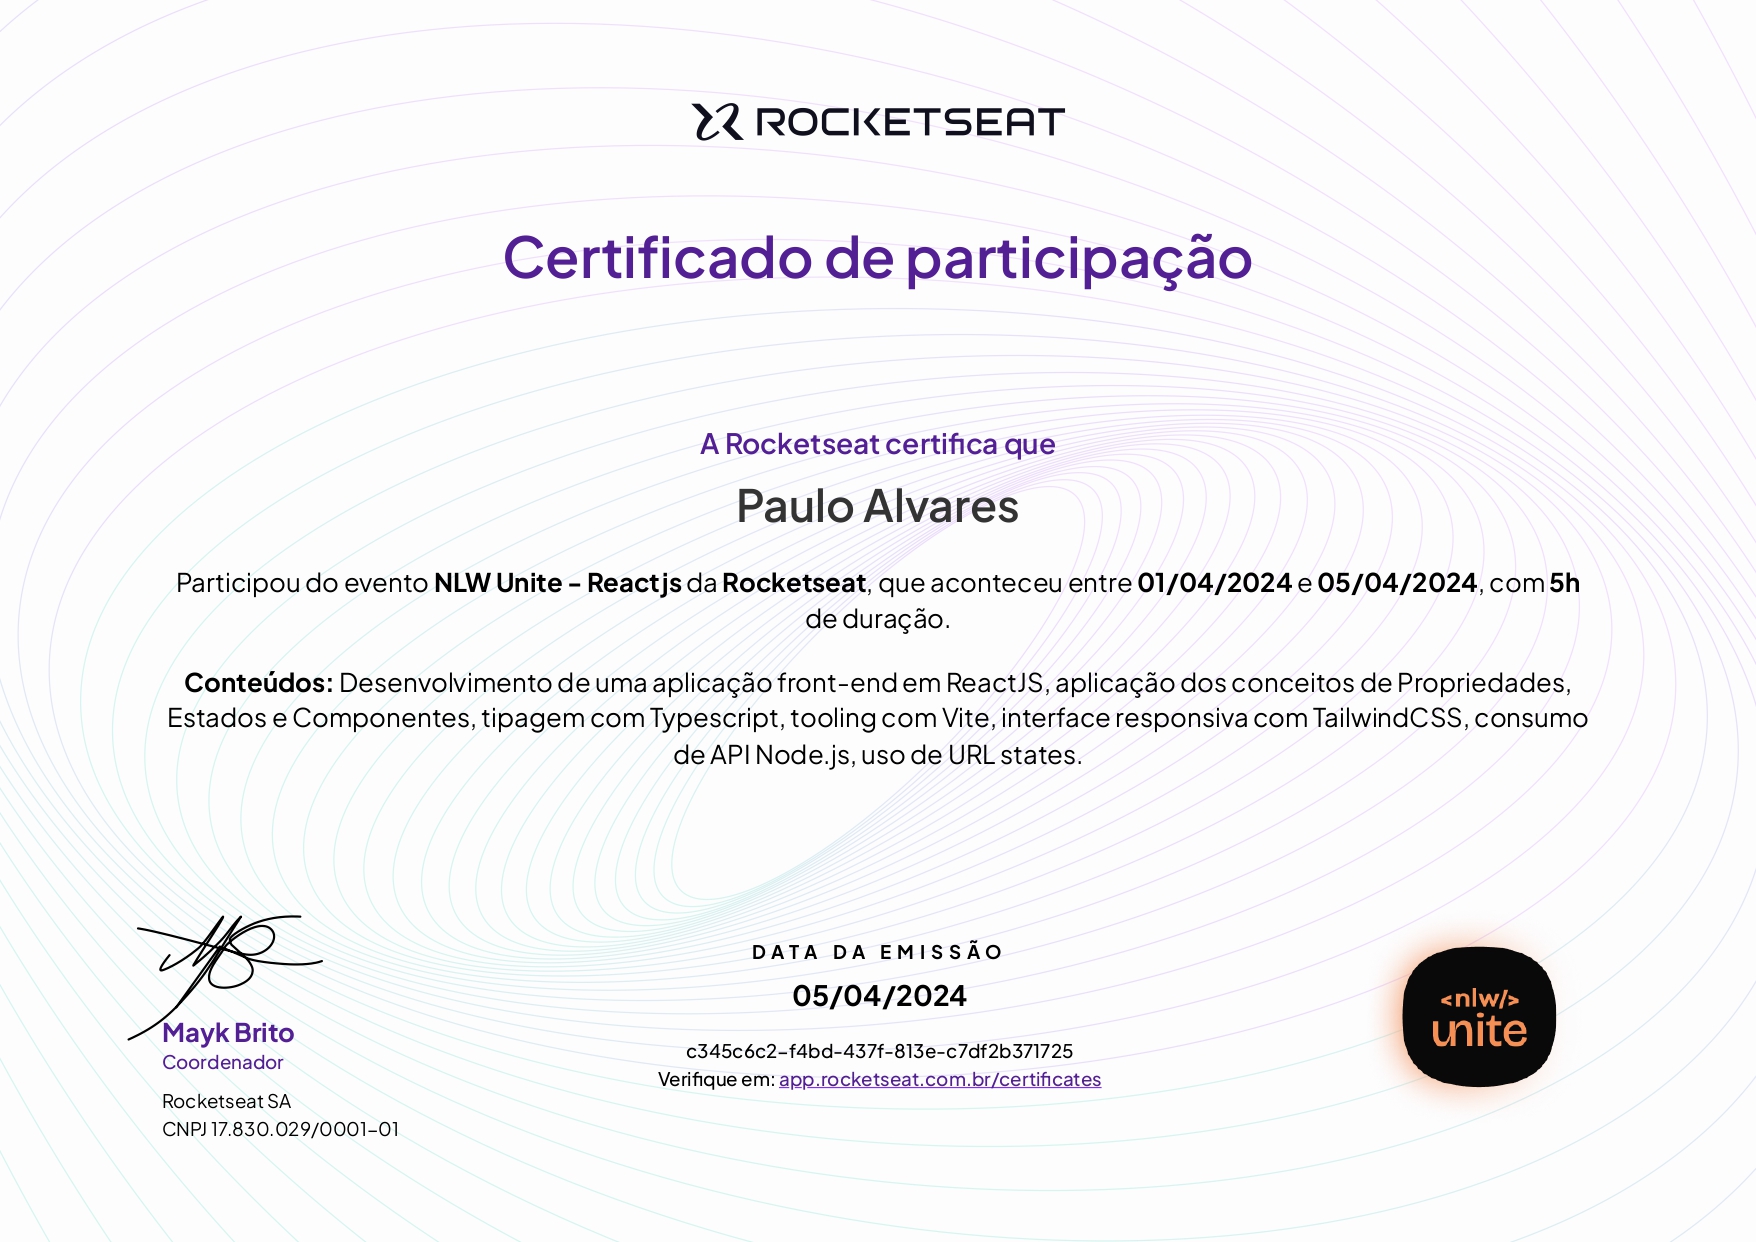 ROCKETSEAT
Certificado de participação
A Rocketseat certifica que
Paulo Alvares
Participou do evento NLW Unite - Reactjs da Rocketseat, que aconteceu entre 01/04/2024 e 05/04/2024, com 5h
de duração.
Conteúdos: Desenvolvimento de uma aplicação front-end em ReactJS, aplicação dos conceitos de Propriedades,
Estados e Componentes, tipagem com Typescript, tooling com Vite, interface responsiva com TailwindCSS, consumo
de API Node.js, uso de URL states.
Mayk Brito
Coordenador
Rocketseat SA
CNPJ 17.830.029/0001-01
DATA DA EMISSÃO
05/04/2024
c345c6c2-f4bd-437f-813e-c7df2b371725
Verifique em: app.rocketseat.com.br/certificates
<nlw/>
unite